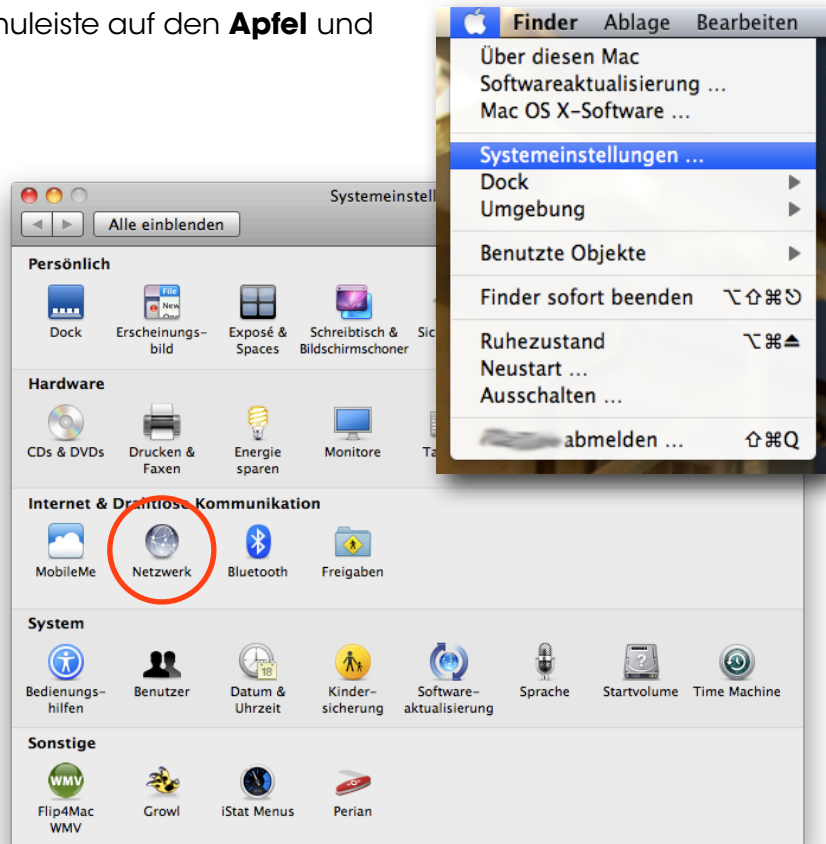 nuleiste auf den Apfel und
Finder Ablage Bearbeiten
Über diesen Mac
Softwareaktualisierung ...
Mac OS X-Software ...
Systemeinstellungen ...
Dock
Umgebung
Benutzte Objekte
Finder sofort beenden ⌥⇧⌘⎋
Ruhezustand ⌥⌘⏏
Neustart ...
Ausschalten ...
abmelden ... ⇧⌘Q
Systemeinstell
Alle einblenden
Persönlich
Dock
Erscheinungs-
bild
Exposé &
Spaces
Schreibtisch &
Bildschirmschoner
Sic
Hardware
CDs & DVDs
Drucken &
Faxen
Energie
sparen
Monitore
Ta
Internet & Drahtlose Kommunikation
MobileMe
Netzwerk
Bluetooth
Freigaben
System
Bedienungs-
hilfen
Benutzer
18
Datum &
Uhrzeit
Kinder-
sicherung
Software-
aktualisierung
Sprache
?
Startvolume
Time Machine
Sonstige
WMV
Flip4Mac
WMV
Growl
iStat Menus
Perian